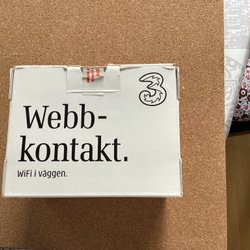 3
Webb-
kontakt.
WiFi i väggen.